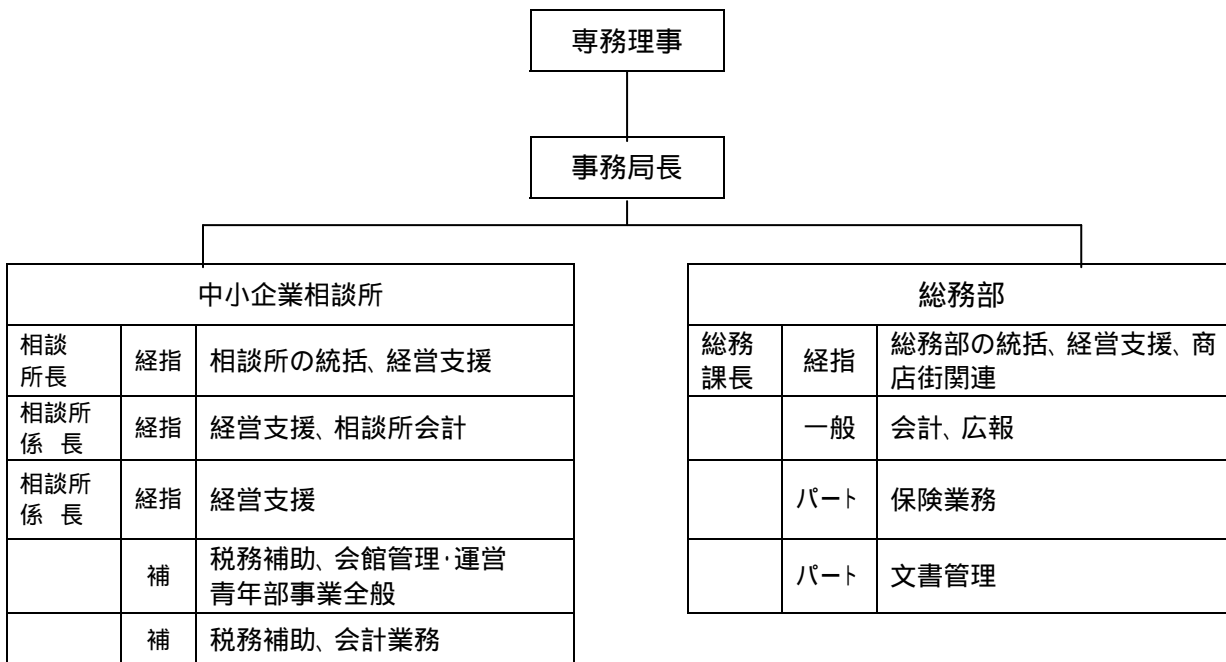 専務理事
事務局長
中小企業相談所
相談
所長
経指
相談所の統括、経営支援
相談所
係 長
経指
経営支援、相談所会計
相談所
係 長
経指
経営支援
補
税務補助、会館管理・運営
青年部事業全般
補
税務補助、会計業務
総務部
総務
課長
経指
総務部の統括、経営支援、商
店街関連
一般
会計、広報
パート
保険業務
パート
文書管理